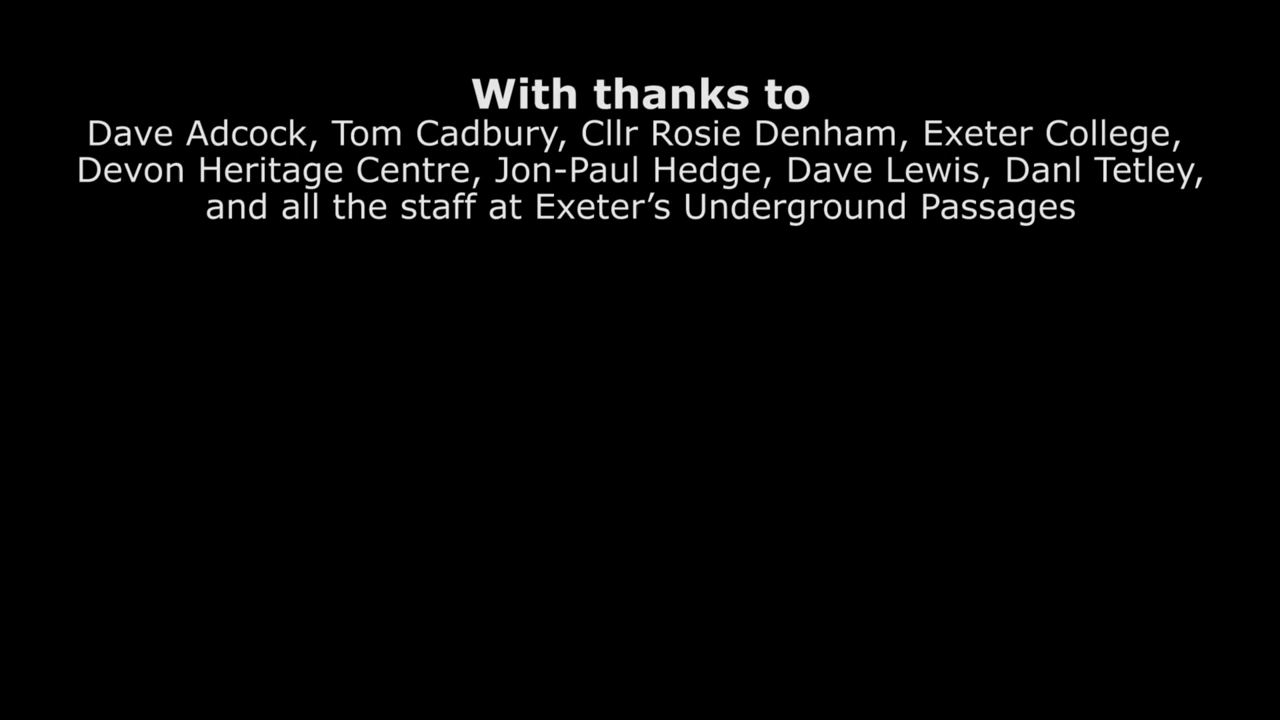 With thanks to
Dave Adcock, Tom Cadbury, Cllr Rosie Denham, Exeter College,
Devon Heritage Centre, Jon-Paul Hedge, Dave Lewis, Danl Tetley,
and all the staff at Exeter’s Underground Passages